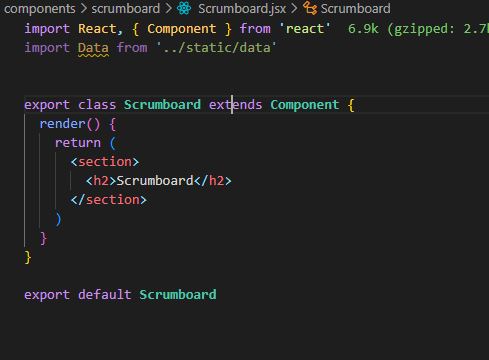 components > scrumboard > Scrumboard.jsx > Scrumboard
import React, { Component } from 'react' 6.9k (gzipped: 2.7k
import Data from '../static/data'
export class Scrumboard extends Component {
render() {
return (
<section>
<h2>Scrumboard</h2>
</section>
)
}
}
export default Scrumboard